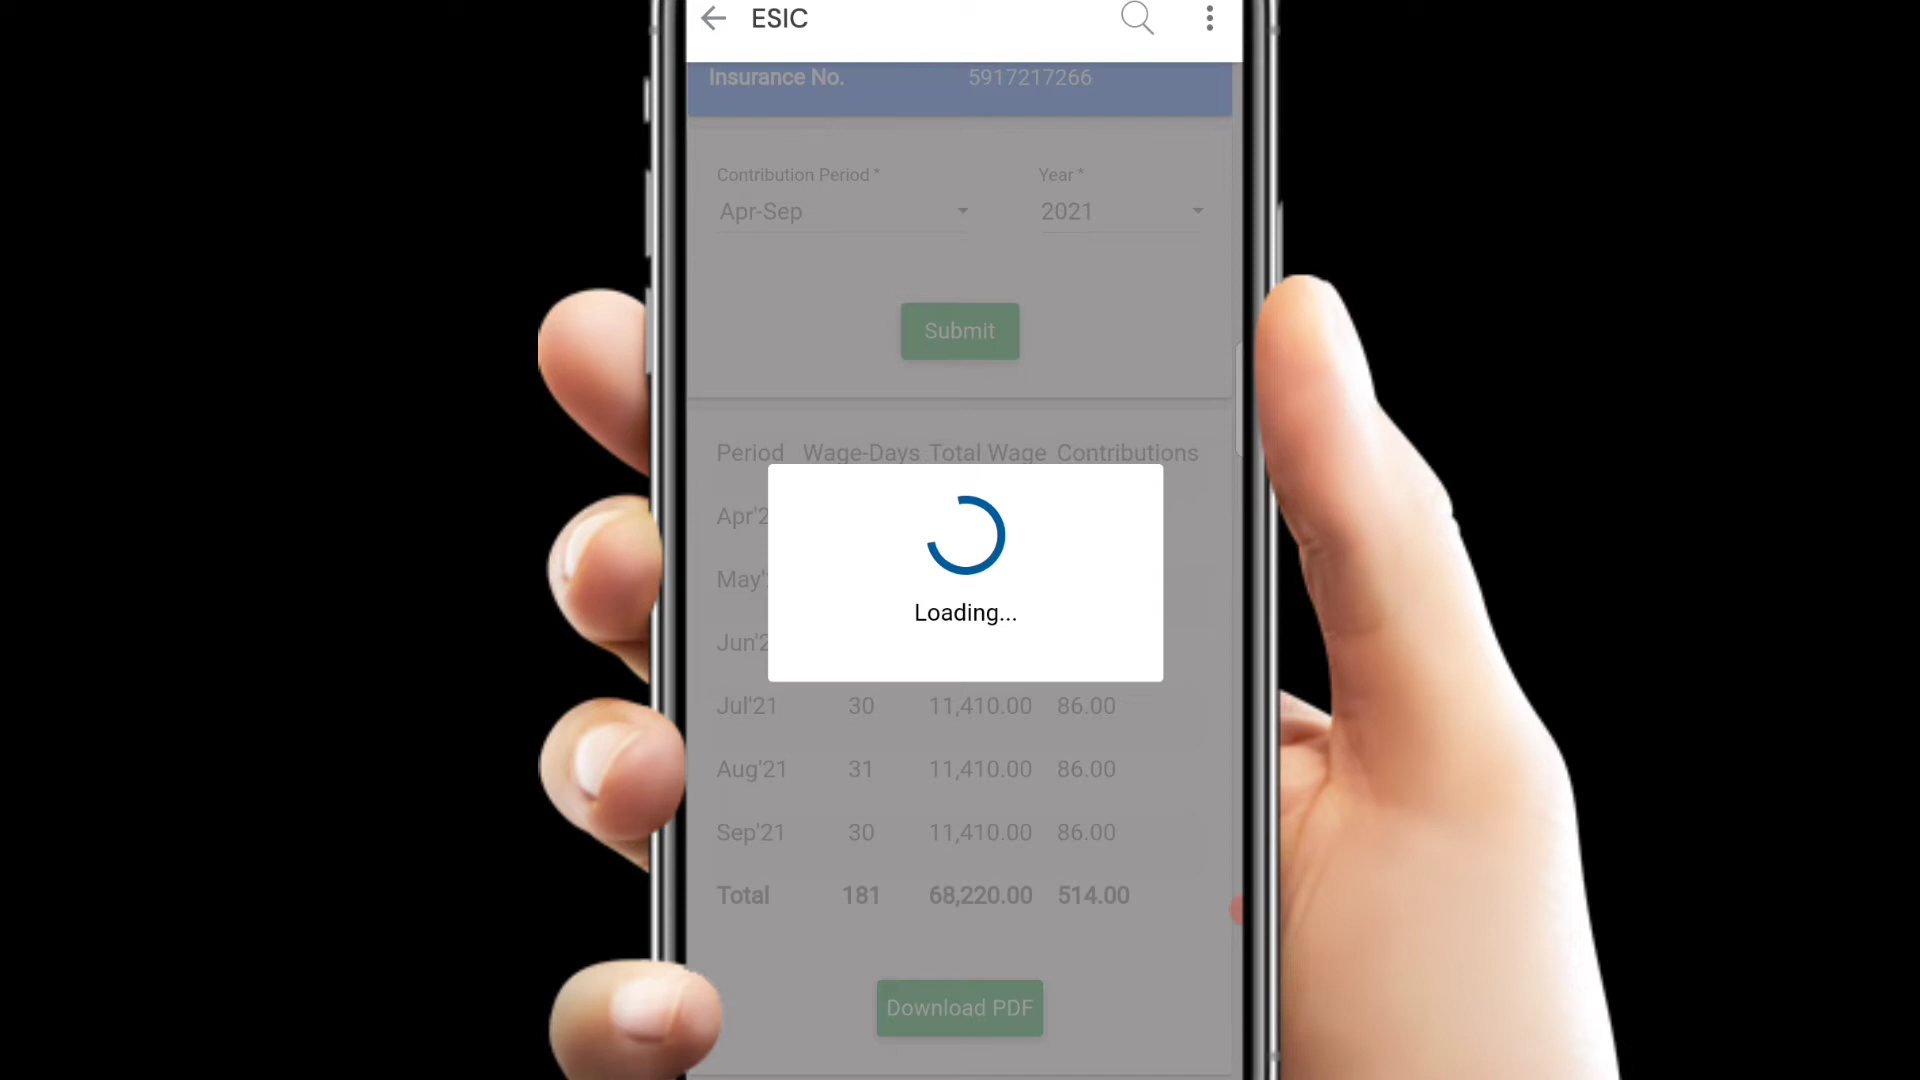 ESIC
Insurance No. 5917217266
Contribution Period * Year *
Apr-Sep 2021
Submit
Period Wage-Days Total Wage Contributions
Apr'2
May'
Jun'2
Loading...
Jul'21 30 11,410.00 86.00
Aug'21 31 11,410.00 86.00
Sep'21 30 11,410.00 86.00
Total 181 68,220.00 514.00
Download PDF